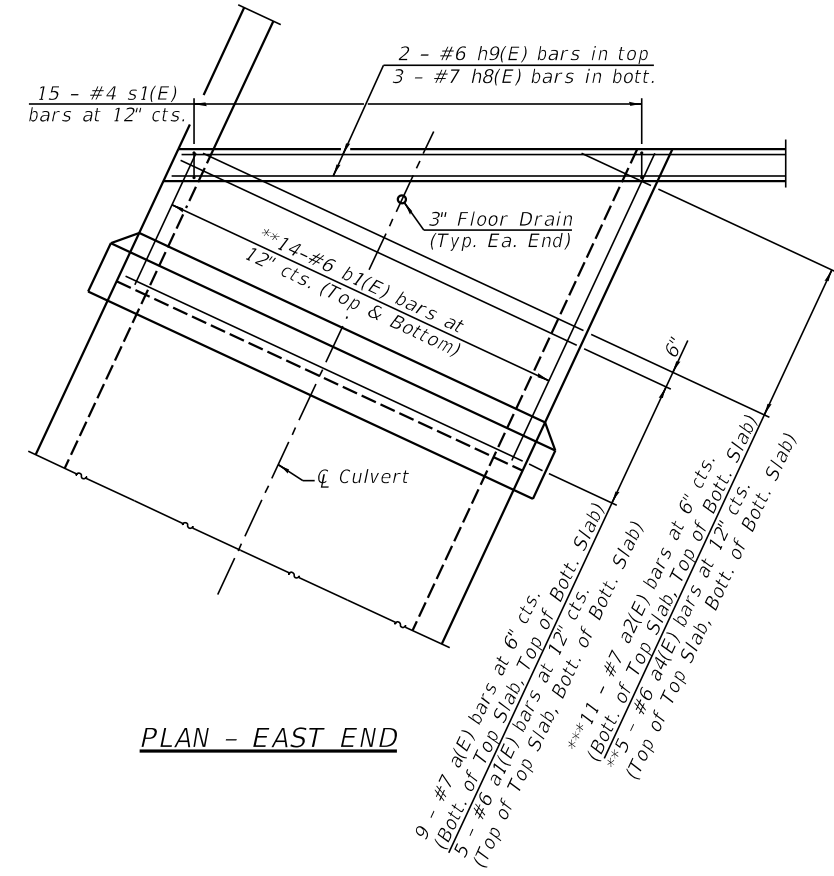 2 - #6 h9(E) bars in top
3 - #7 h8(E) bars in bott.
15 - #4 s1(E)
bars at 12" cts.
3" Floor Drain
(Typ. Ea. End)
**14-#6 b1(E) bars at
12" cts. (Top & Bottom)
6"
℄ Culvert
9 - #7 a(E) bars at 6" cts.
(Bott. of Top Slab, Top of Bott. Slab)
5 - #6 a1(E) bars at 12" cts.
(Top of Top Slab, Bott. of Bott. Slab)
***11 - #7 a2(E) bars at 6" cts.
(Bott. of Top Slab, Top of Bott. Slab)
**5 - #6 a4(E) bars at 12" cts.
(Top of Top Slab, Bott. of Bott. Slab)
PLAN - EAST END